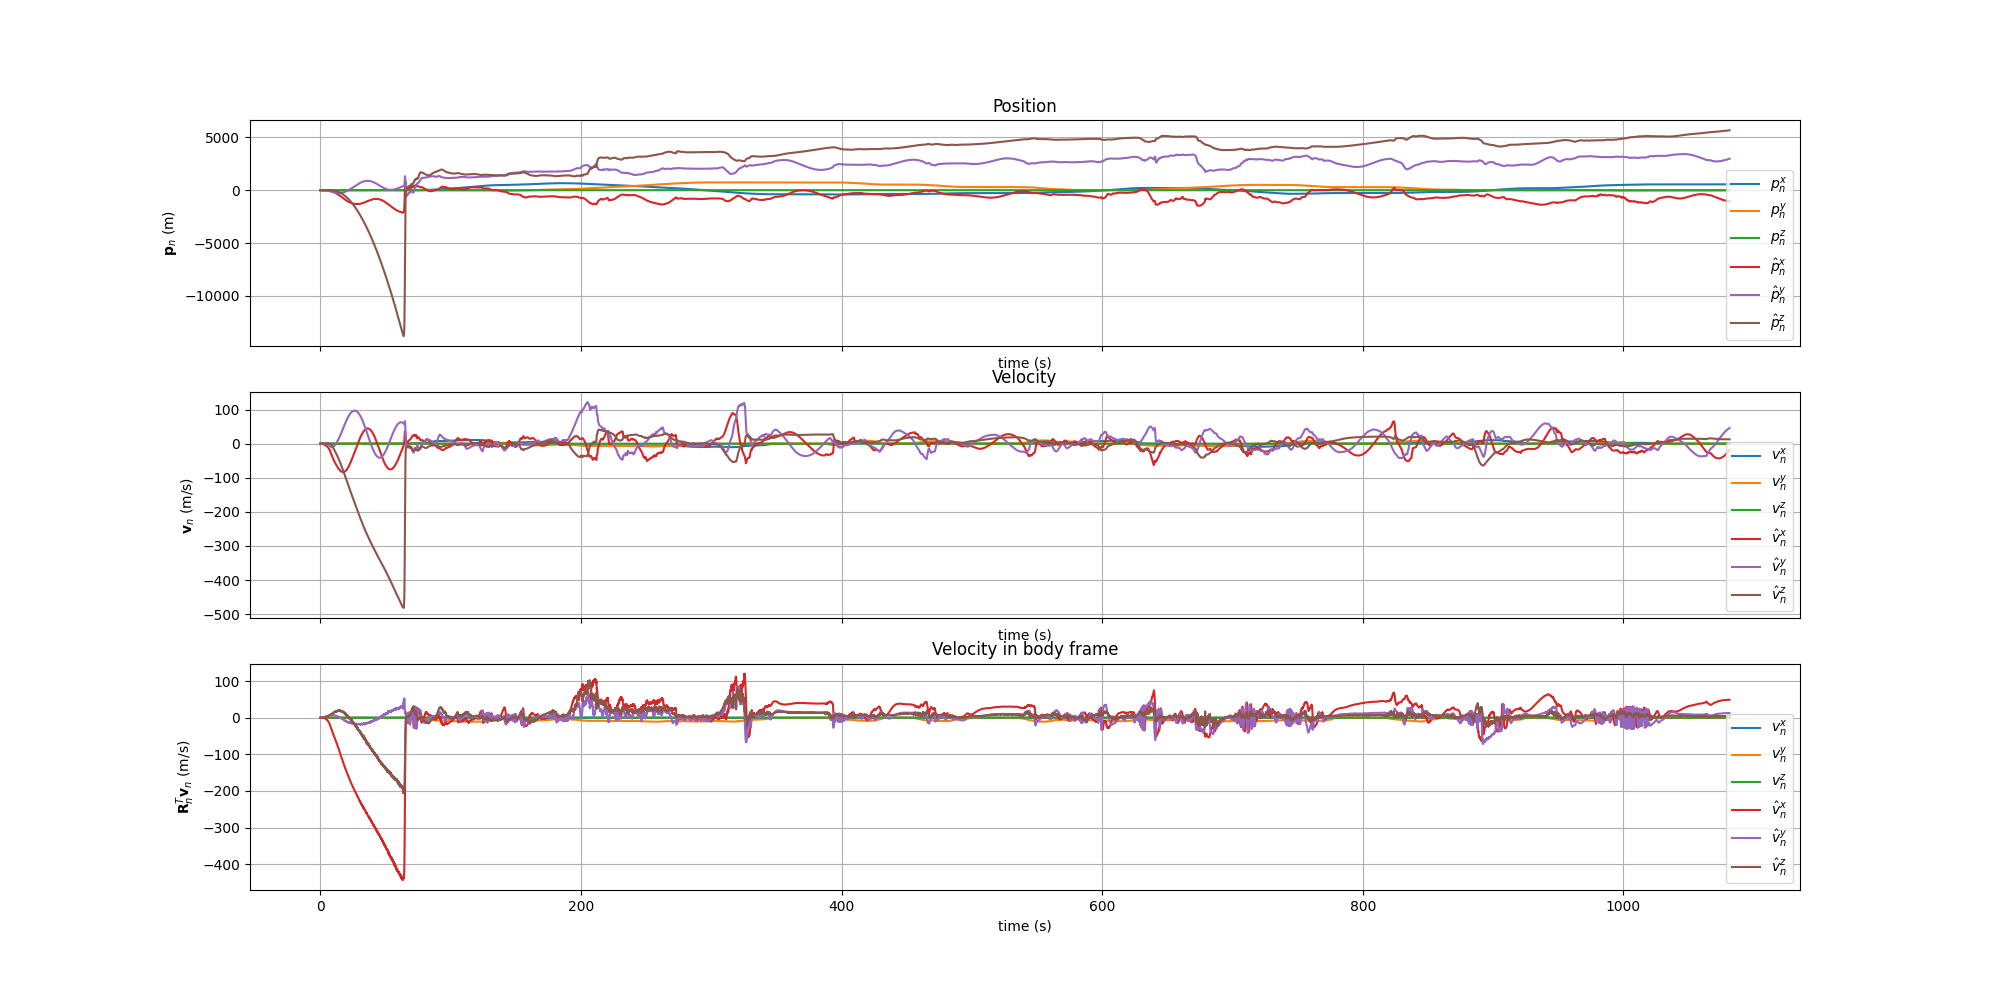 Position
5000
0
−5000
−10000
p_n (m)
p_n^x
p_n^y
p_n^z
p̂_n^x
p̂_n^y
p̂_n^z
time (s)
Velocity
100
0
−100
−200
−300
−400
−500
v_n (m/s)
v_n^x
v_n^y
v_n^z
v̂_n^x
v̂_n^y
v̂_n^z
time (s)
Velocity in body frame
100
0
−100
−200
−300
−400
R_n^T v_n (m/s)
v_n^x
v_n^y
v_n^z
v̂_n^x
v̂_n^y
v̂_n^z
0 200 400 600 800 1000
time (s)